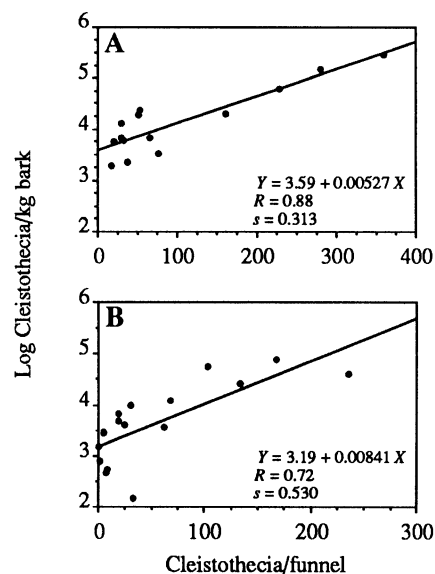 A
6
5
4
3
2
Y = 3.59 + 0.00527 X
R = 0.88
s = 0.313
0 100 200 300 400
Log Cleistothecia/kg bark
B
6
5
4
3
2
Y = 3.19 + 0.00841 X
R = 0.72
s = 0.530
0 100 200 300
Cleistothecia/funnel